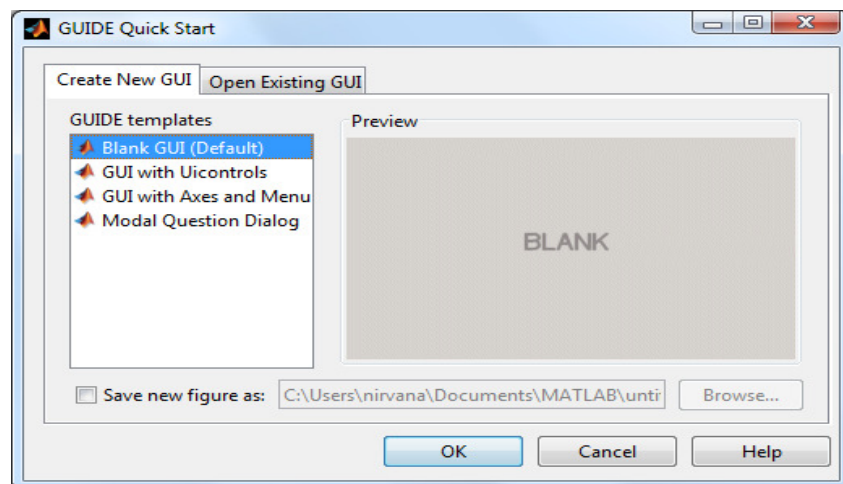 GUIDE Quick Start
Create New GUI
Open Existing GUI
GUIDE templates
Blank GUI (Default)
GUI with Uicontrols
GUI with Axes and Menu
Modal Question Dialog
Preview
BLANK
Save new figure as:
C:\Users\nirvana\Documents\MATLAB\unti
Browse...
OK
Cancel
Help